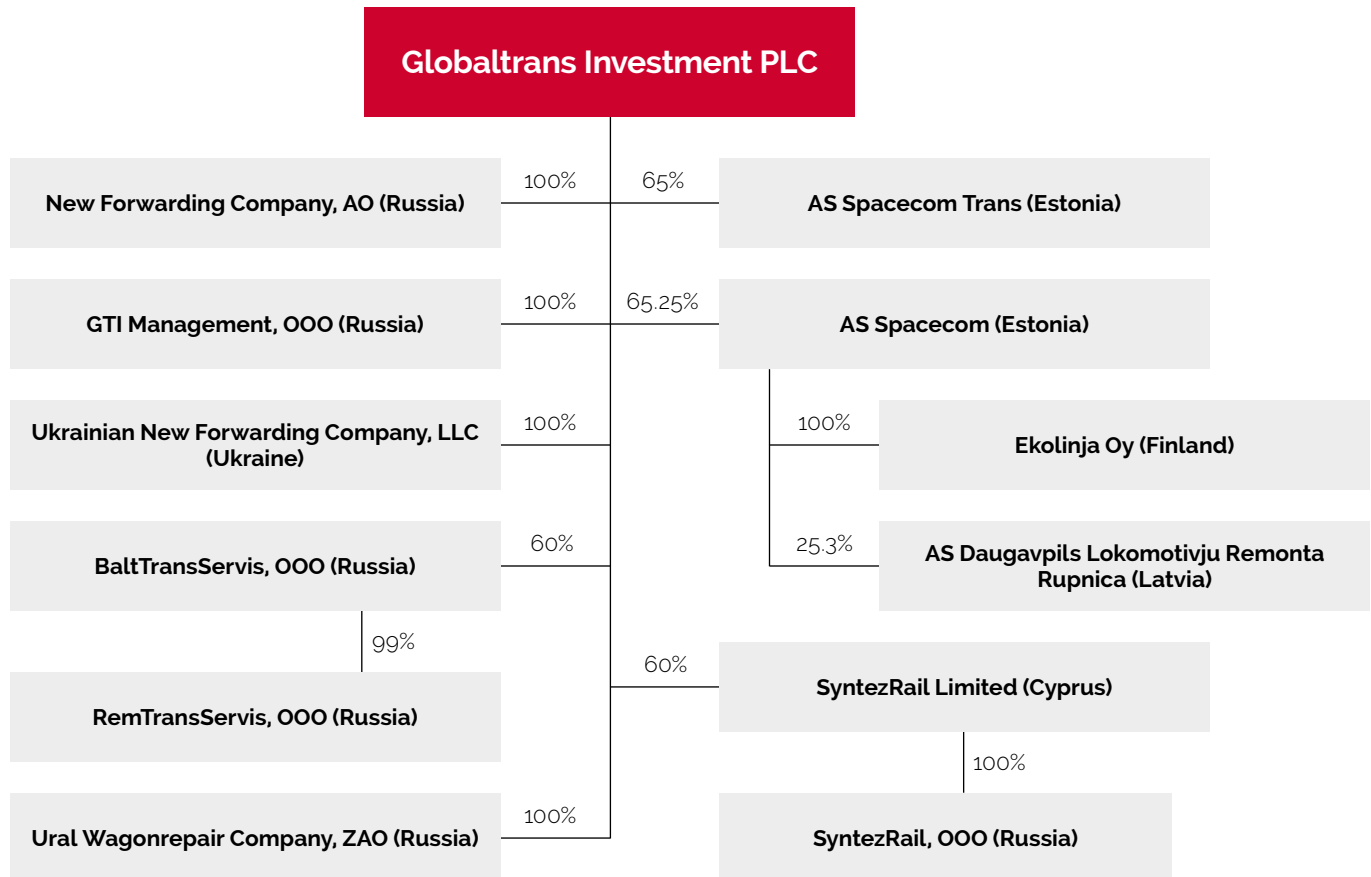 Globaltrans Investment PLC
100%
65%
New Forwarding Company, AO (Russia)
AS Spacecom Trans (Estonia)
100%
65.25%
GTI Management, OOO (Russia)
AS Spacecom (Estonia)
100%
100%
Ukrainian New Forwarding Company, LLC
(Ukraine)
Ekolinja Oy (Finland)
60%
25.3%
BaltTransServis, OOO (Russia)
AS Daugavpils Lokomotivju Remonta
Rupnica (Latvia)
99%
60%
RemTransServis, OOO (Russia)
SyntezRail Limited (Cyprus)
100%
100%
Ural Wagonrepair Company, ZAO (Russia)
SyntezRail, OOO (Russia)